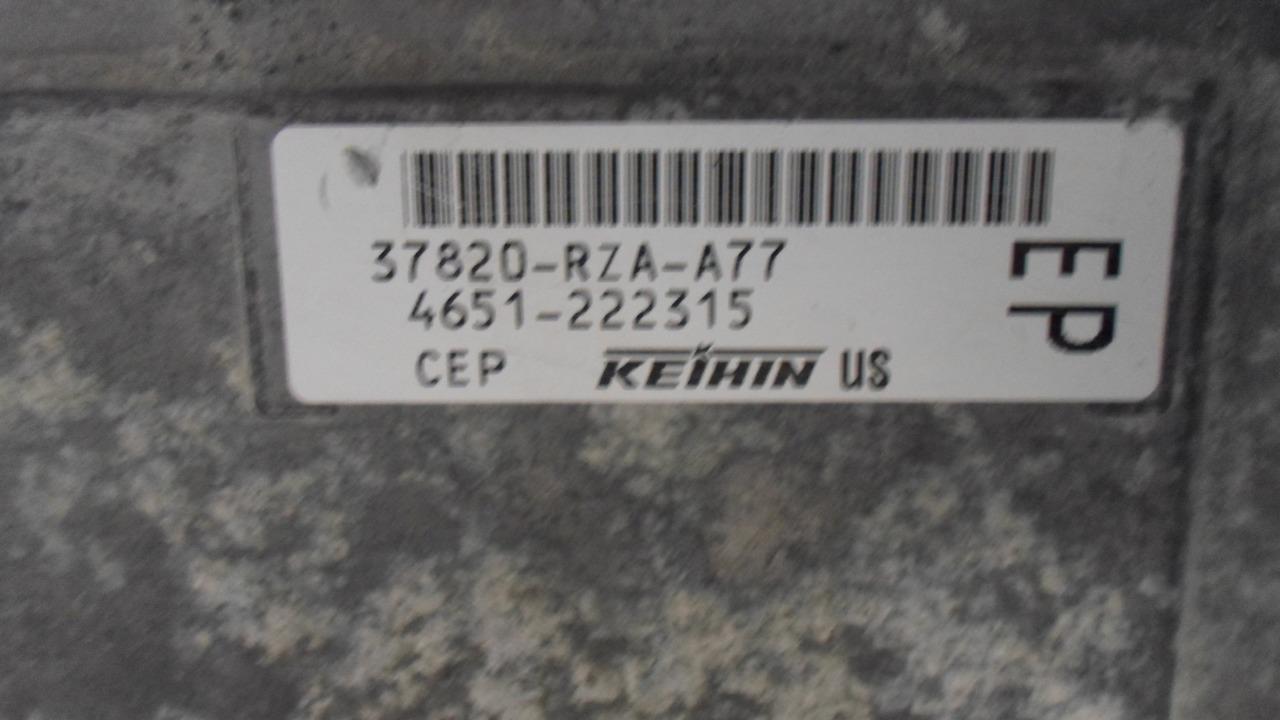 37820-RZA-A77
4651-222315
CEP KEIHIN US
EP